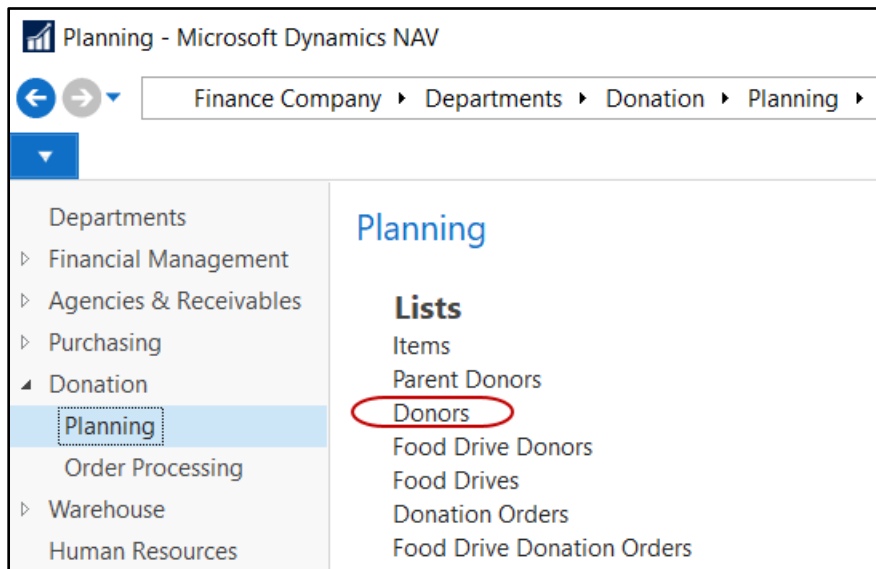 Planning - Microsoft Dynamics NAV
Finance Company ▸ Departments ▸ Donation ▸ Planning ▸
Departments
Financial Management
Agencies & Receivables
Purchasing
Donation
Planning
Order Processing
Warehouse
Human Resources
Planning
Lists
Items
Parent Donors
Donors
Food Drive Donors
Food Drives
Donation Orders
Food Drive Donation Orders